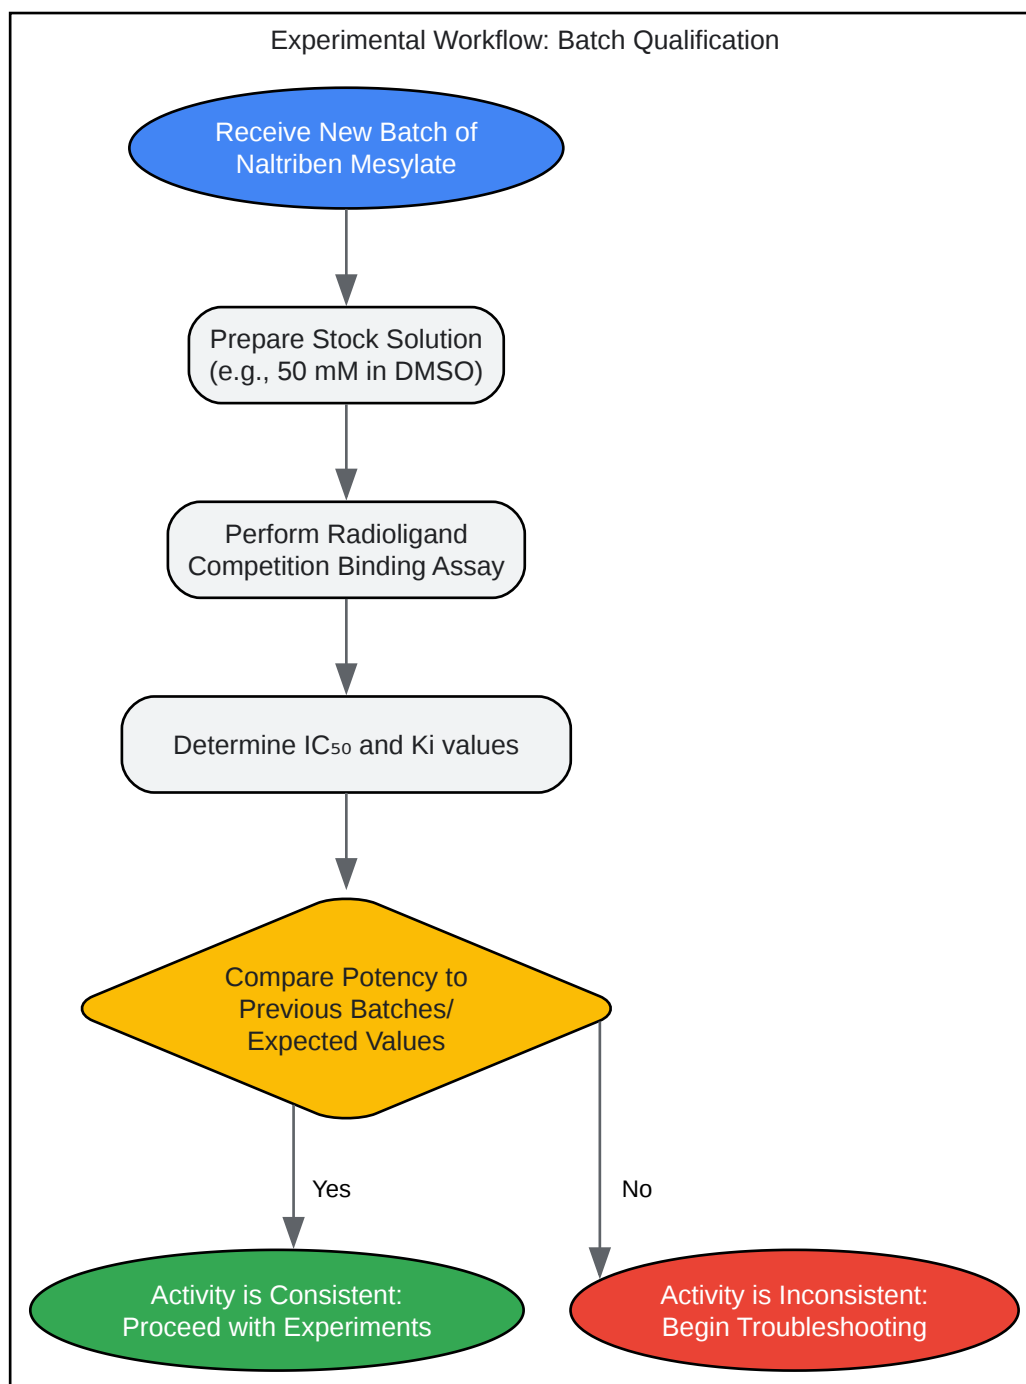 Experimental Workflow: Batch Qualification
Receive New Batch of
Naltriben Mesylate
Prepare Stock Solution
(e.g., 50 mM in DMSO)
Perform Radioligand
Competition Binding Assay
Determine IC₅₀ and Ki values
Compare Potency to
Previous Batches/
Expected Values
Yes
No
Activity is Consistent:
Proceed with Experiments
Activity is Inconsistent:
Begin Troubleshooting